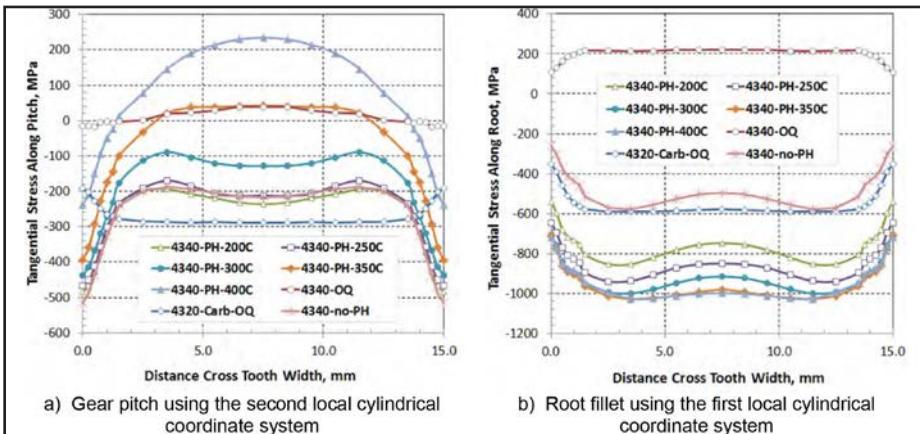 300
200
100
0
-100
-200
-300
-400
-500
-600
Tangential Stress Along Pitch, MPa
4340-PH-200C 4340-PH-250C
4340-PH-300C 4340-PH-350C
4340-PH-400C 4340-OQ
4320-Carb-OQ 4340-no-PH
0.0 5.0 10.0 15.0
Distance Cross Tooth Width, mm
a) Gear pitch using the second local cylindrical
coordinate system
400
200
0
-200
-400
-600
-800
-1000
-1200
Tangential Stress Along Root, MPa
4340-PH-200C 4340-PH-250C
4340-PH-300C 4340-PH-350C
4340-PH-400C 4340-OQ
4320-Carb-OQ 4340-no-PH
0.0 5.0 10.0 15.0
Distance Cross Tooth Width, mm
b) Root fillet using the first local cylindrical
coordinate system